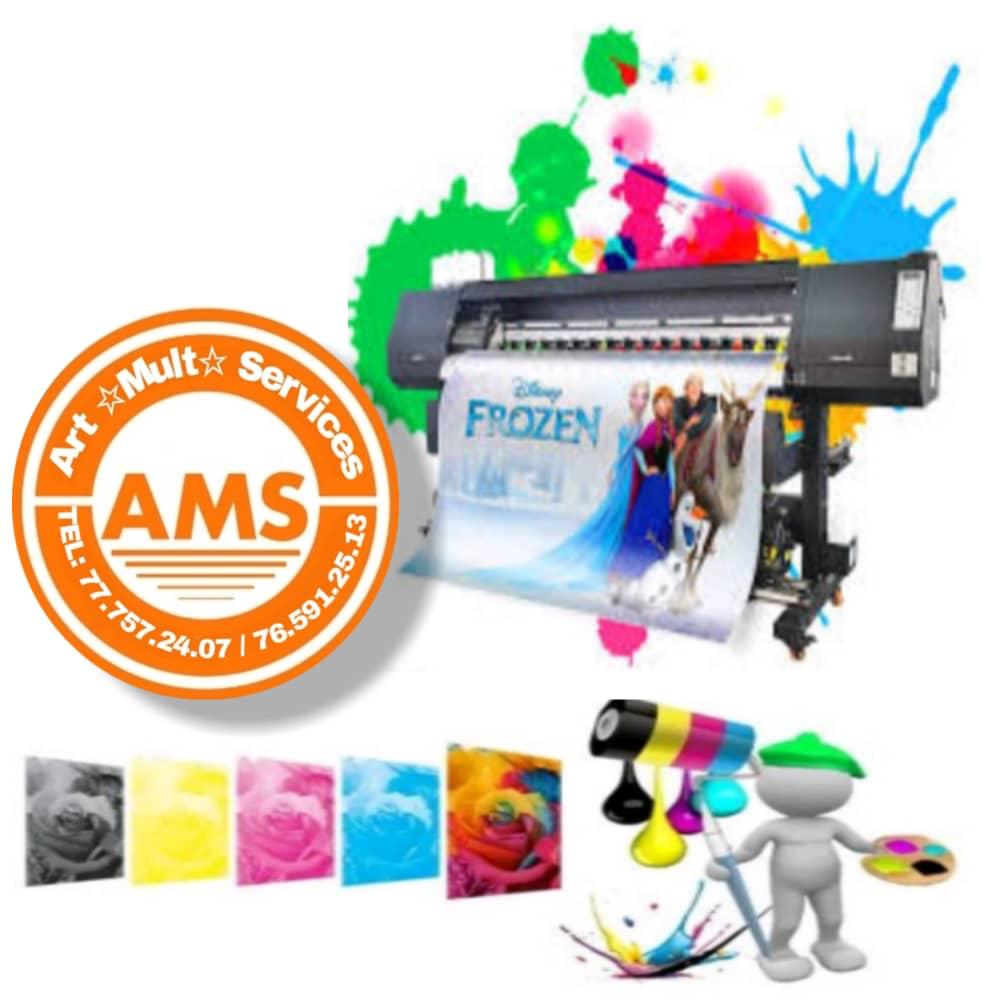 Art ☆Mult☆ Services
AMS
TEL: 77.757.24.07 / 76.591.25.13
Disney
FROZEN